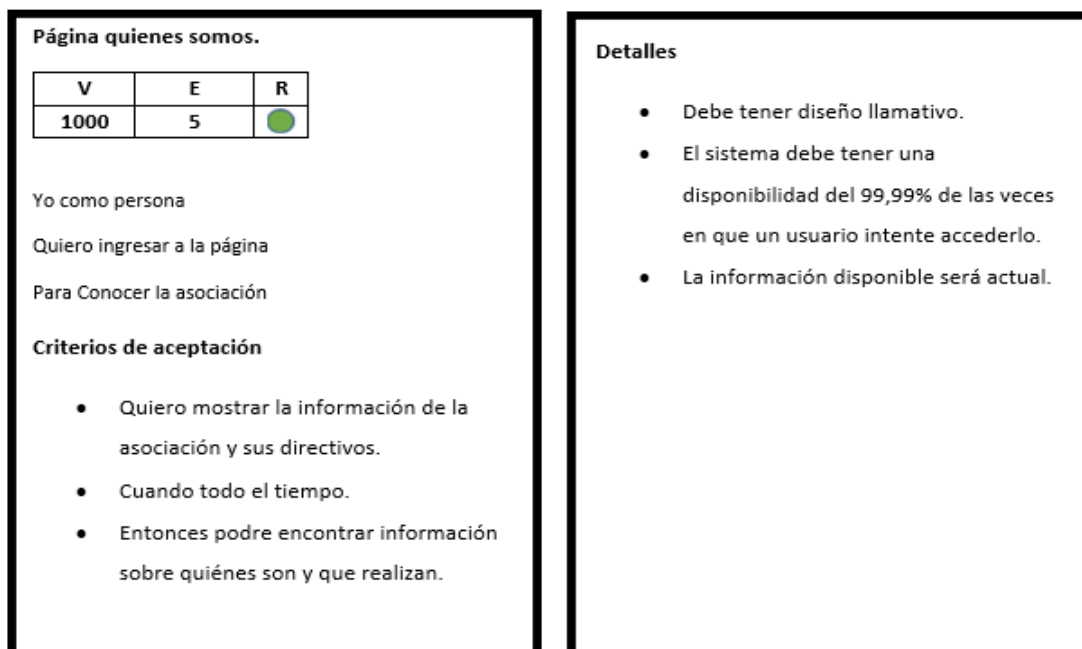 Página quienes somos.
V E R
1000 5
Yo como persona
Quiero ingresar a la página
Para Conocer la asociación
Criterios de aceptación
● Quiero mostrar la información de la
asociación y sus directivos.
● Cuando todo el tiempo.
● Entonces podre encontrar información
sobre quiénes son y que realizan.
Detalles
● Debe tener diseño llamativo.
● El sistema debe tener una
disponibilidad del 99,99% de las veces
en que un usuario intente accederlo.
● La información disponible será actual.